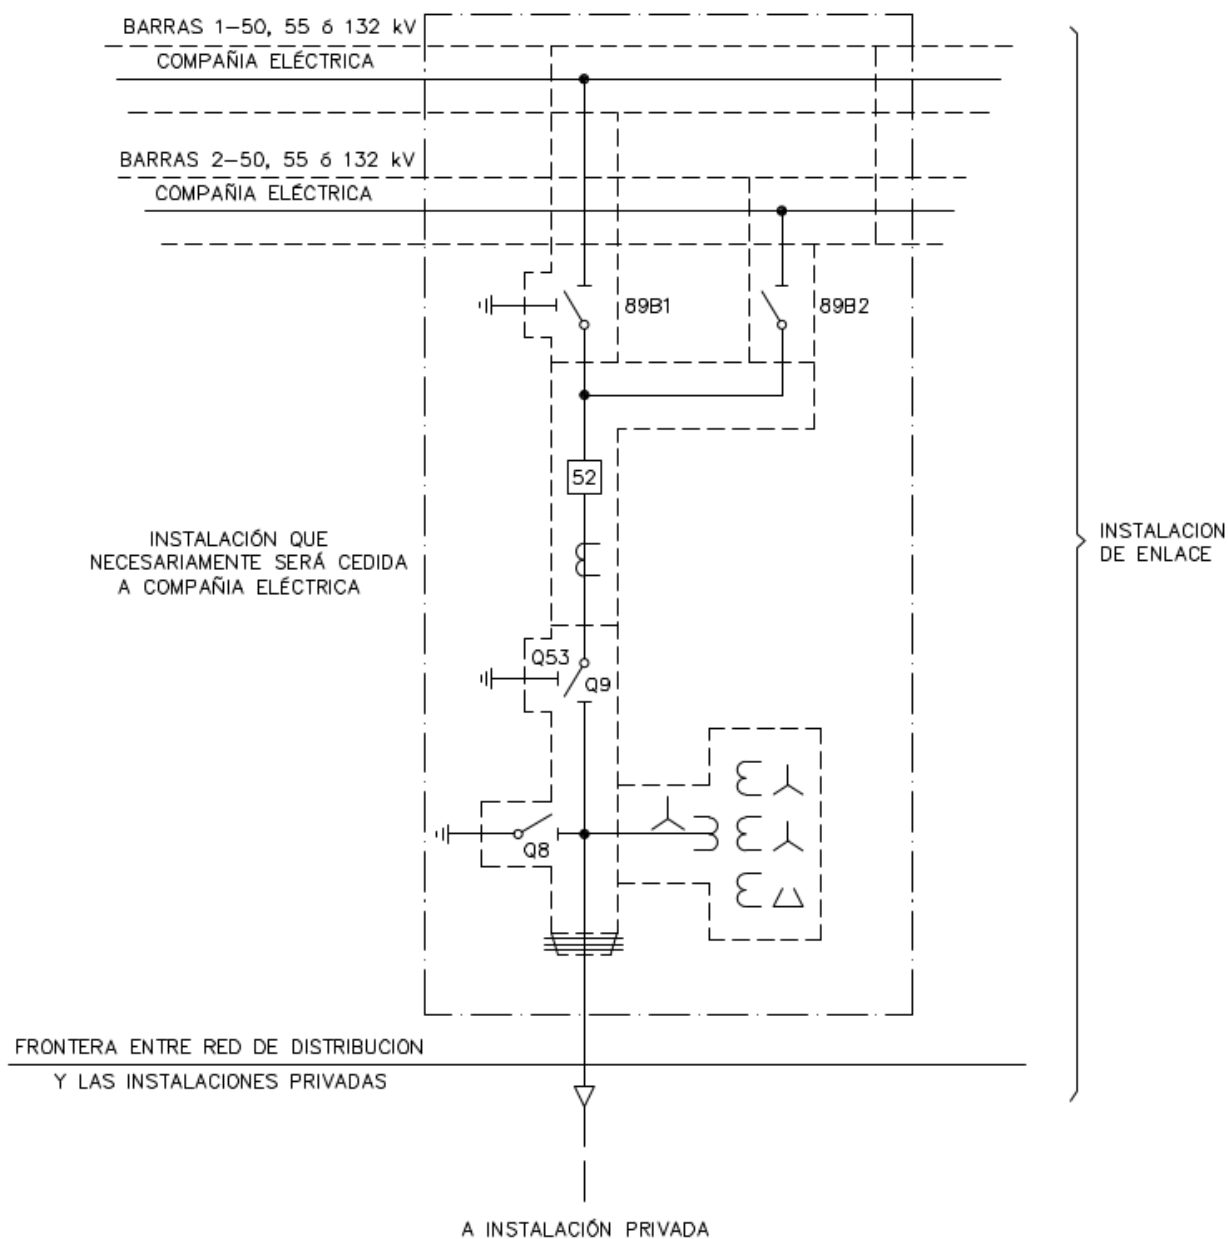 BARRAS 1-50, 55 ó 132 kV
COMPAÑIA ELÉCTRICA
BARRAS 2-50, 55 ó 132 kV
COMPAÑIA ELÉCTRICA
89B1
89B2
52
INSTALACIÓN QUE
NECESARIAMENTE SERÁ CEDIDA
A COMPAÑIA ELÉCTRICA
INSTALACION
DE ENLACE
Q53
Q9
Q8
FRONTERA ENTRE RED DE DISTRIBUCION
Y LAS INSTALACIONES PRIVADAS
A INSTALACIÓN PRIVADA